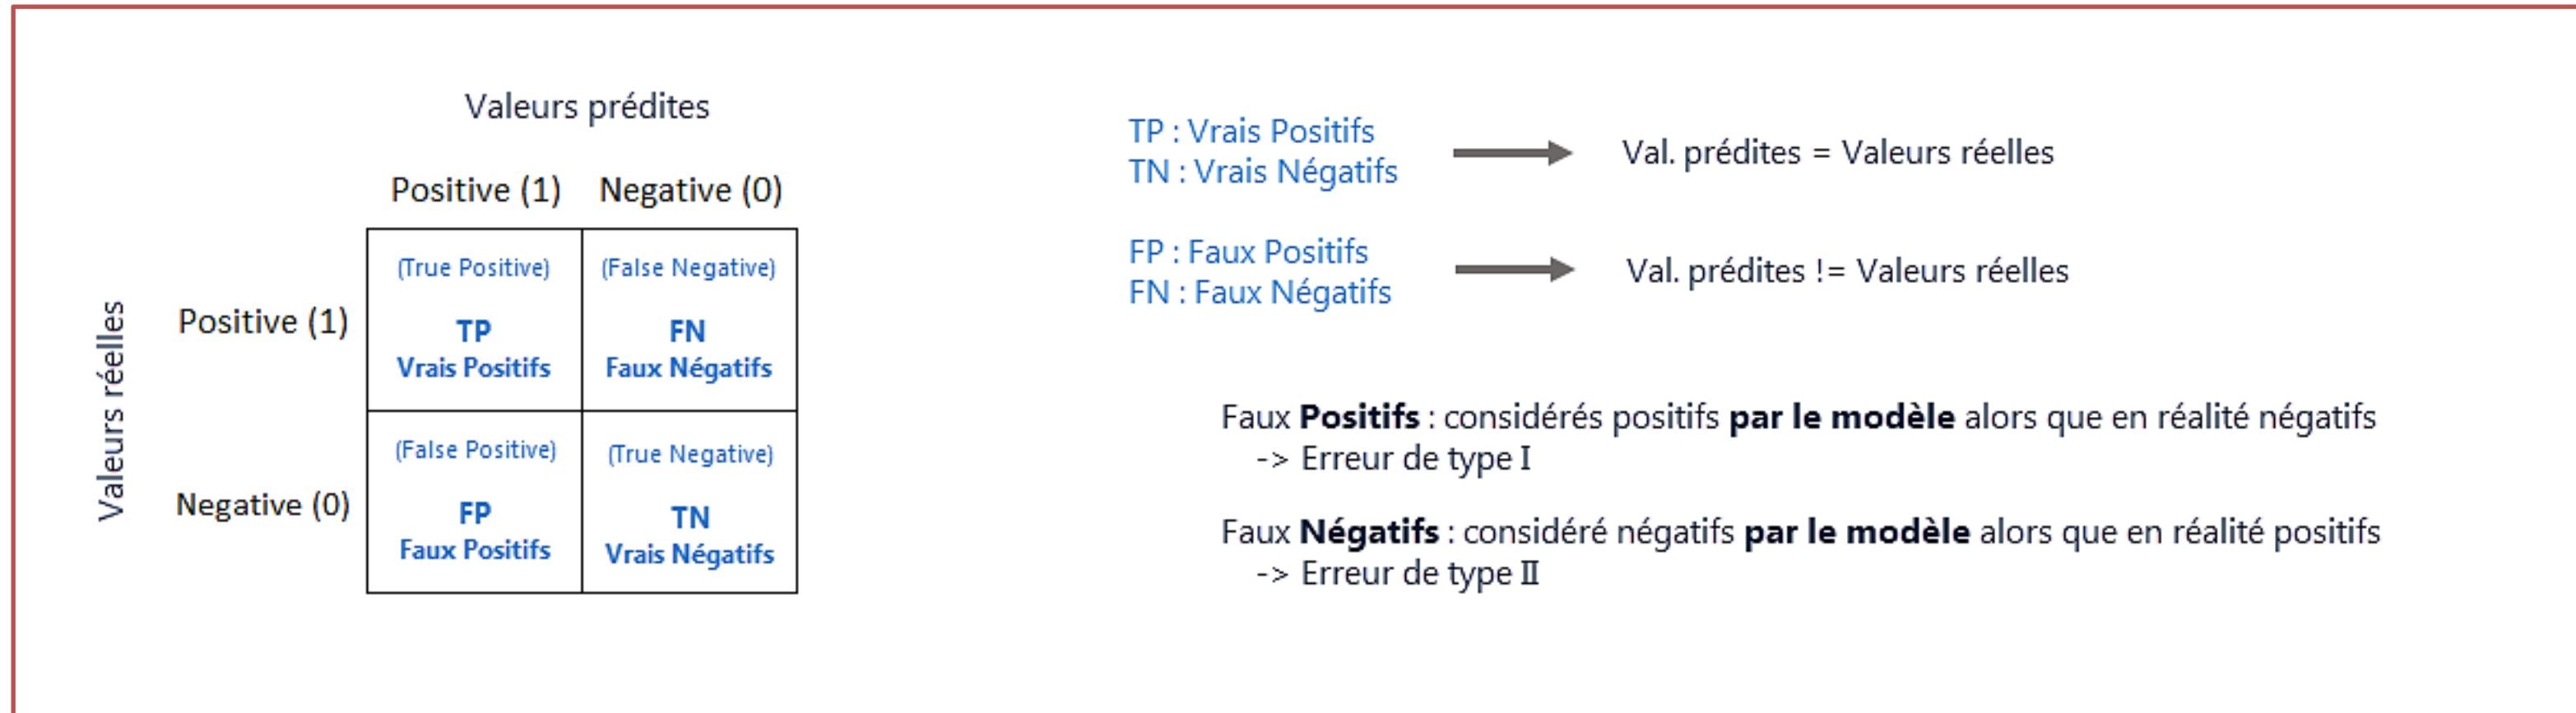 Valeurs prédites
Positive (1) Negative (0)
Valeurs réelles
Positive (1)
(True Positive)
TP
Vrais Positifs
(False Negative)
FN
Faux Négatifs
Negative (0)
(False Positive)
FP
Faux Positifs
(True Negative)
TN
Vrais Négatifs
TP : Vrais Positifs
TN : Vrais Négatifs
Val. prédites = Valeurs réelles
FP : Faux Positifs
FN : Faux Négatifs
Val. prédites != Valeurs réelles
Faux Positifs : considérés positifs par le modèle alors que en réalité négatifs
-> Erreur de type I
Faux Négatifs : considéré négatifs par le modèle alors que en réalité positifs
-> Erreur de type II